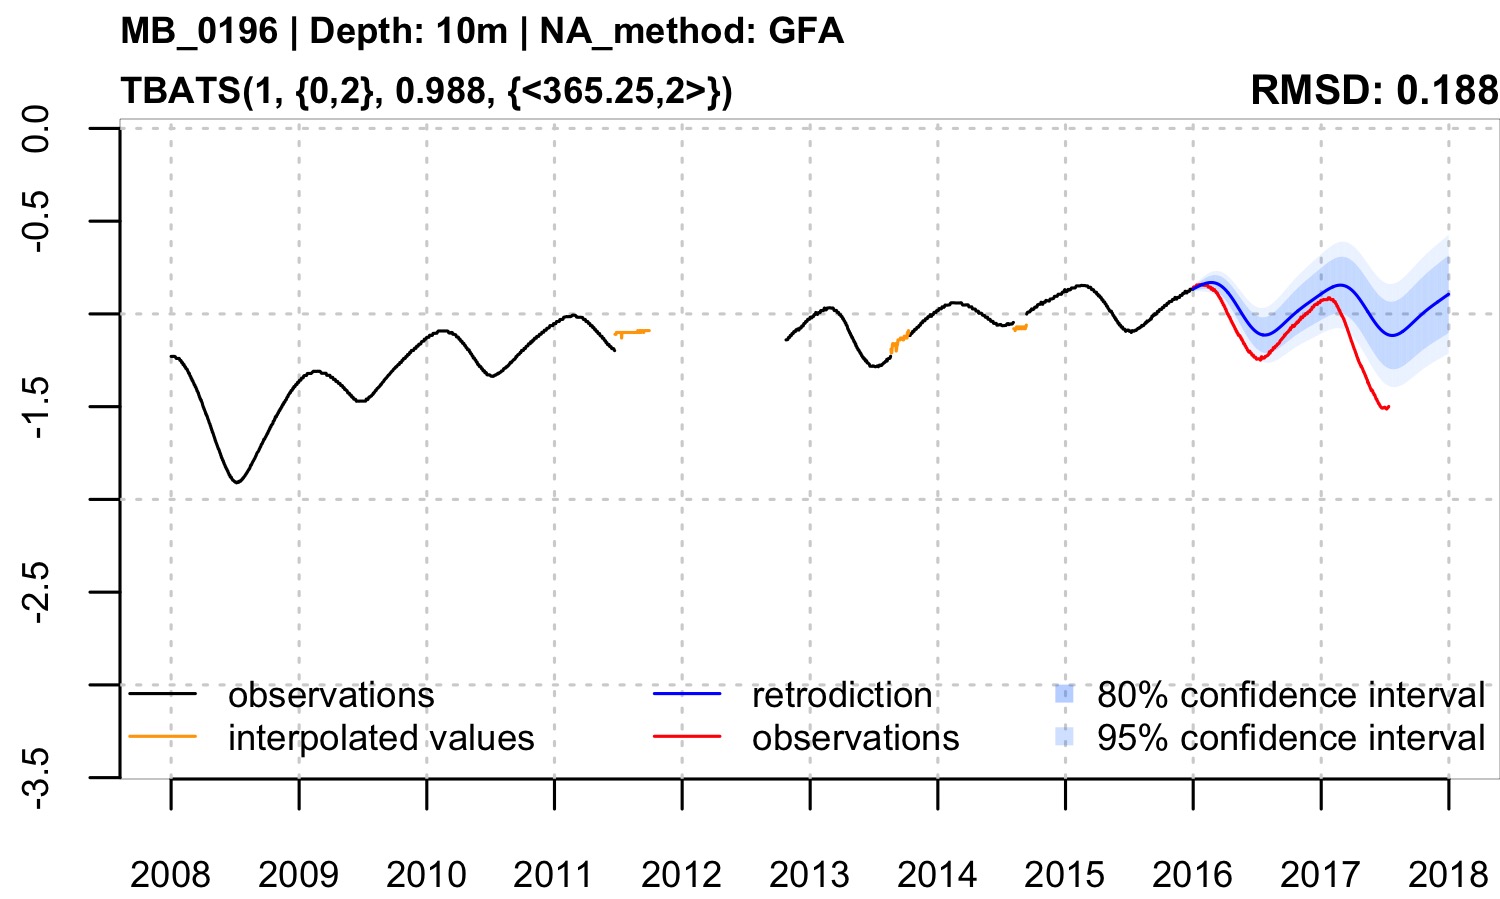 MB_0196 | Depth: 10m | NA_method: GFA
TBATS(1, {0,2}, 0.988, {<365.25,2>})
RMSD: 0.188
0.0
-0.5
-1.5
-2.5
-3.5
observations
retrodiction
80% confidence interval
interpolated values
observations
95% confidence interval
2008 2009 2010 2011 2012 2013 2014 2015 2016 2017 2018